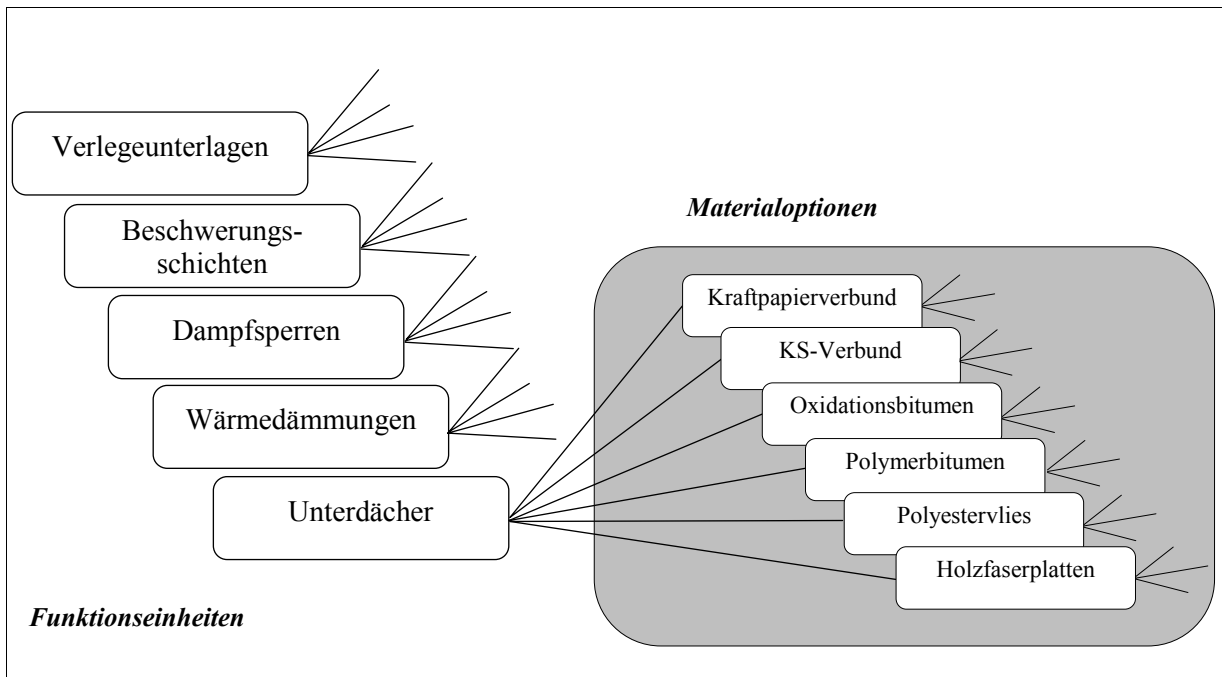 Verlegeunterlagen
Beschwerungs-
schichten
Dampfsperren
Wärmedämmungen
Unterdächer
Funktionseinheiten
Materialoptionen
Kraftpapierverbund
KS-Verbund
Oxidationsbitumen
Polymerbitumen
Polyestervlies
Holzfaserplatten